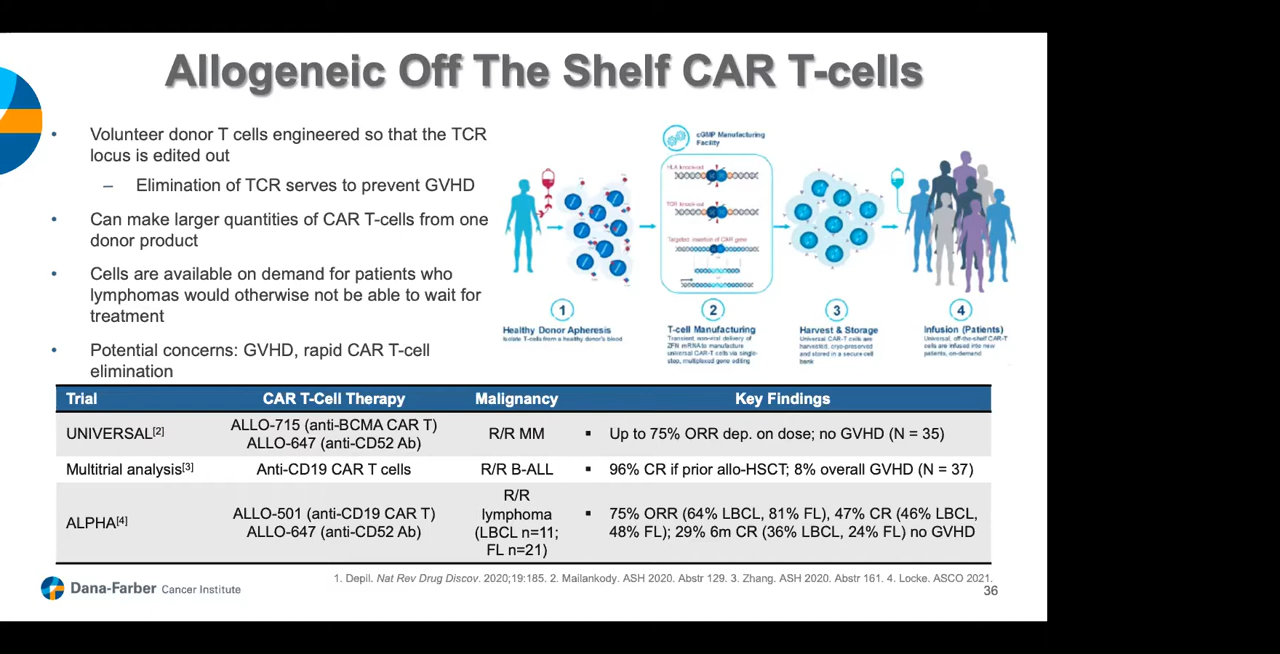 Allogeneic Off The Shelf CAR T-cells
• Volunteer donor T cells engineered so that the TCR
locus is edited out
– Elimination of TCR serves to prevent GVHD
• Can make larger quantities of CAR T-cells from one
donor product
• Cells are available on demand for patients who
lymphomas would otherwise not be able to wait for
treatment
• Potential concerns: GVHD, rapid CAR T-cell
elimination
cGMP Manufacturing
Facility
HLA knock-out
TCR knock-out
Targeted insertion of CAR gene
1
Healthy Donor Apheresis
Isolate T-cells from a healthy donor's blood
2
T-cell Manufacturing
Transient non-viral delivery of
ZFN mRNA to manufacture
universal CAR-T cells via single-
step, multiplexed gene editing
3
Harvest & Storage
Universal CAR-T cells are
harvested, cryo-preserved
and stored in a secure cell
bank
4
Infusion (Patients)
Universal, off-the-shelf CAR-T
cells are infused into new
patients, on-demand
Trial CAR T-Cell Therapy Malignancy Key Findings
UNIVERSAL[2]
ALLO-715 (anti-BCMA CAR T)
ALLO-647 (anti-CD52 Ab)
R/R MM
▪ Up to 75% ORR dep. on dose; no GVHD (N = 35)
Multitrial analysis[3] Anti-CD19 CAR T cells R/R B-ALL ▪ 96% CR if prior allo-HSCT; 8% overall GVHD (N = 37)
ALPHA[4]
ALLO-501 (anti-CD19 CAR T)
ALLO-647 (anti-CD52 Ab)
R/R
lymphoma
(LBCL n=11;
FL n=21)
▪ 75% ORR (64% LBCL, 81% FL), 47% CR (46% LBCL,
48% FL); 29% 6m CR (36% LBCL, 24% FL) no GVHD
1. Depil. Nat Rev Drug Discov. 2020;19:185. 2. Mailankody. ASH 2020. Abstr 129. 3. Zhang. ASH 2020. Abstr 161. 4. Locke. ASCO 2021.
Dana-Farber Cancer Institute
36